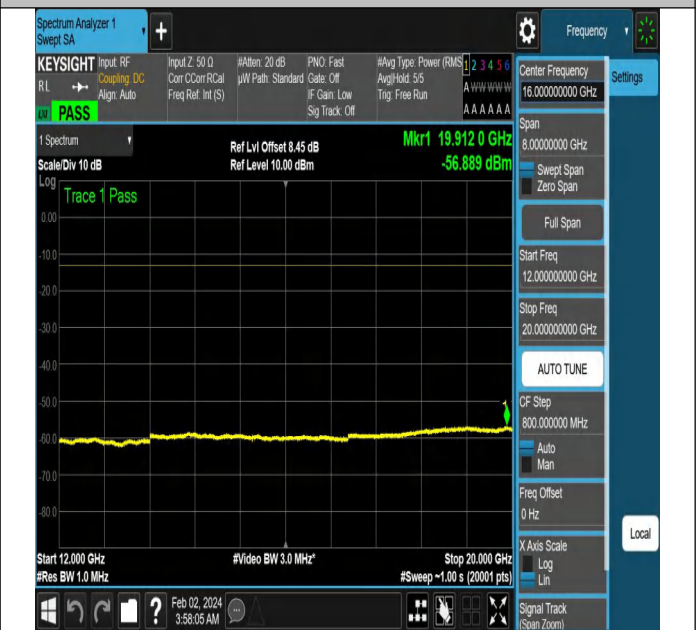 Spectrum Analyzer 1
Swept SA
+
Frequency
KEYSIGHT
Input: RF
Coupling: DC
Align: Auto
Input Z: 50 Ω
Corr CCorr RCal
Freq Ref: Int (S)
#Atten: 20 dB
µW Path: Standard
PNO: Fast
Gate: Off
IF Gain: Low
Sig Track: Off
#Avg Type: Power (RMS
Avg|Hold: 5/5
Trig: Free Run
1 2 3 4 5 6
A W W W W W
A A A A A A
RL
PASS
1 Spectrum
Scale/Div 10 dB
Ref Lvl Offset 8.45 dB
Ref Level 10.00 dBm
Mkr1 19.912 0 GHz
-56.889 dBm
Log
Trace 1 Pass
0.00
-10.0
-20.0
-30.0
-40.0
-50.0
-60.0
-70.0
-80.0
1
Start 12.000 GHz
#Res BW 1.0 MHz
#Video BW 3.0 MHz*
Stop 20.000 GHz
#Sweep ~1.00 s (20001 pts)
Center Frequency
16.000000000 GHz
Settings
Span
8.00000000 GHz
Swept Span
Zero Span
Full Span
Start Freq
12.000000000 GHz
Stop Freq
20.000000000 GHz
AUTO TUNE
CF Step
800.000000 MHz
Auto
Man
Freq Offset
0 Hz
X Axis Scale
Log
Lin
Local
Signal Track
(Span Zoom)
?
Feb 02, 2024
3:58:05 AM